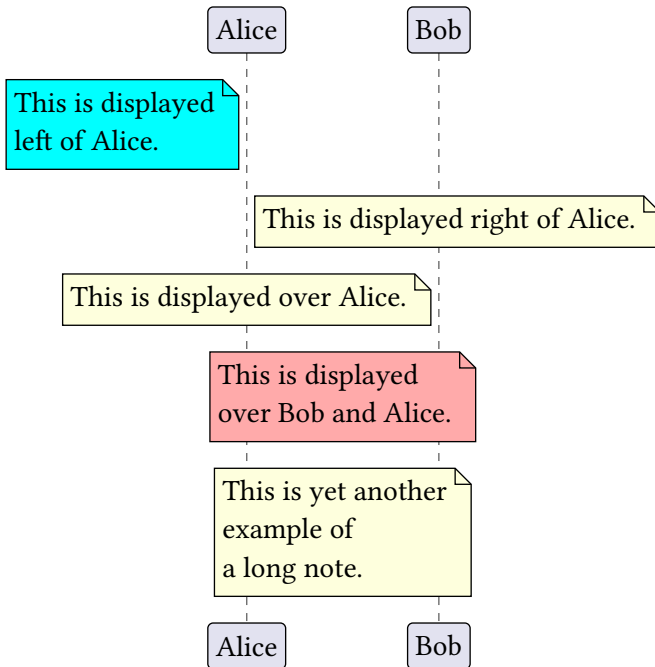 Alice
Bob
This is displayed
left of Alice.
This is displayed right of Alice.
This is displayed over Alice.
This is displayed
over Bob and Alice.
This is yet another
example of
a long note.
Alice
Bob